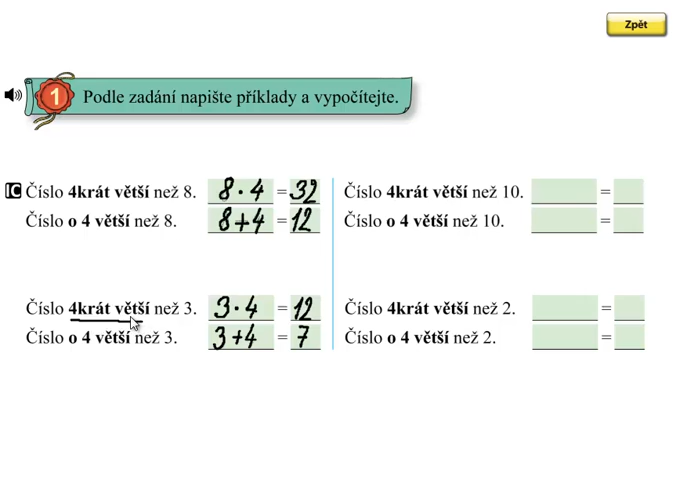 Zpět
1 Podle zadání napište příklady a vypočítejte.
IC Číslo 4krát větší než 8. 8 · 4 = 32
Číslo o 4 větší než 8. 8+4 = 12
Číslo 4krát větší než 3. 3 · 4 = 12
Číslo o 4 větší než 3. 3+4 = 7
Číslo 4krát větší než 10. =
Číslo o 4 větší než 10. =
Číslo 4krát větší než 2. =
Číslo o 4 větší než 2. =